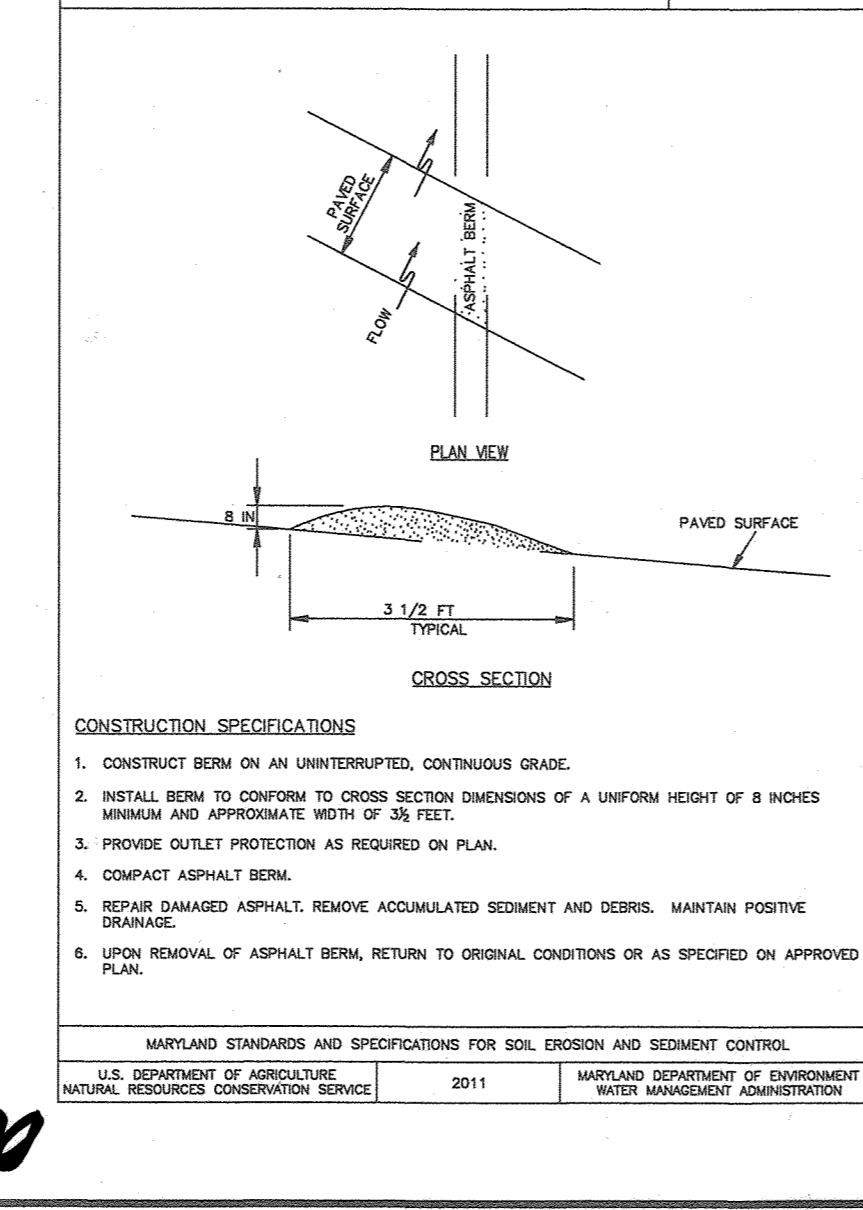 PAVED
SURFACE
ASPHALT BERM
FLOW
PLAN VIEW
8 IN
PAVED SURFACE
3 1/2 FT
TYPICAL
CROSS SECTION
CONSTRUCTION SPECIFICATIONS
1. CONSTRUCT BERM ON AN UNINTERRUPTED, CONTINUOUS GRADE.
2. INSTALL BERM TO CONFORM TO CROSS SECTION DIMENSIONS OF A UNIFORM HEIGHT OF 8 INCHES
MINIMUM AND APPROXIMATE WIDTH OF 3½ FEET.
3. PROVIDE OUTLET PROTECTION AS REQUIRED ON PLAN.
4. COMPACT ASPHALT BERM.
5. REPAIR DAMAGED ASPHALT. REMOVE ACCUMULATED SEDIMENT AND DEBRIS. MAINTAIN POSITIVE
DRAINAGE.
6. UPON REMOVAL OF ASPHALT BERM, RETURN TO ORIGINAL CONDITIONS OR AS SPECIFIED ON APPROVED
PLAN.
MARYLAND STANDARDS AND SPECIFICATIONS FOR SOIL EROSION AND SEDIMENT CONTROL
U.S. DEPARTMENT OF AGRICULTURE
NATURAL RESOURCES CONSERVATION SERVICE
2011
MARYLAND DEPARTMENT OF ENVIRONMENT
WATER MANAGEMENT ADMINISTRATION